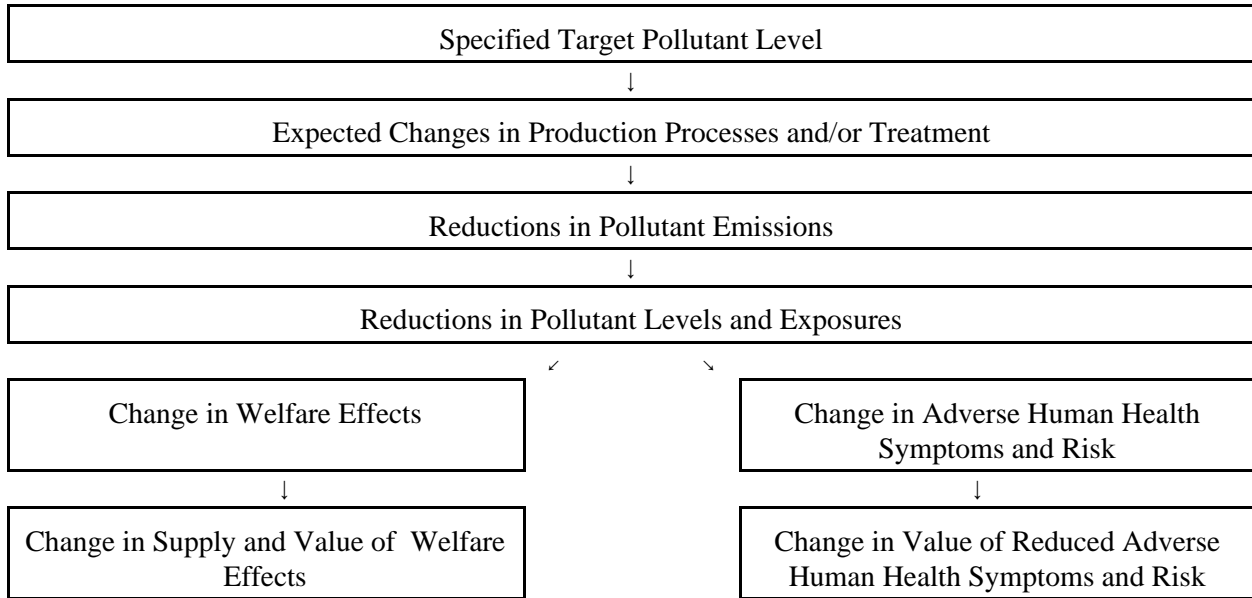 Specified Target Pollutant Level
↓
Expected Changes in Production Processes and/or Treatment
↓
Reductions in Pollutant Emissions
↓
Reductions in Pollutant Levels and Exposures
↙ ↘
Change in Welfare Effects
Change in Adverse Human Health
Symptoms and Risk
↓ ↓
Change in Supply and Value of Welfare
Effects
Change in Value of Reduced Adverse
Human Health Symptoms and Risk